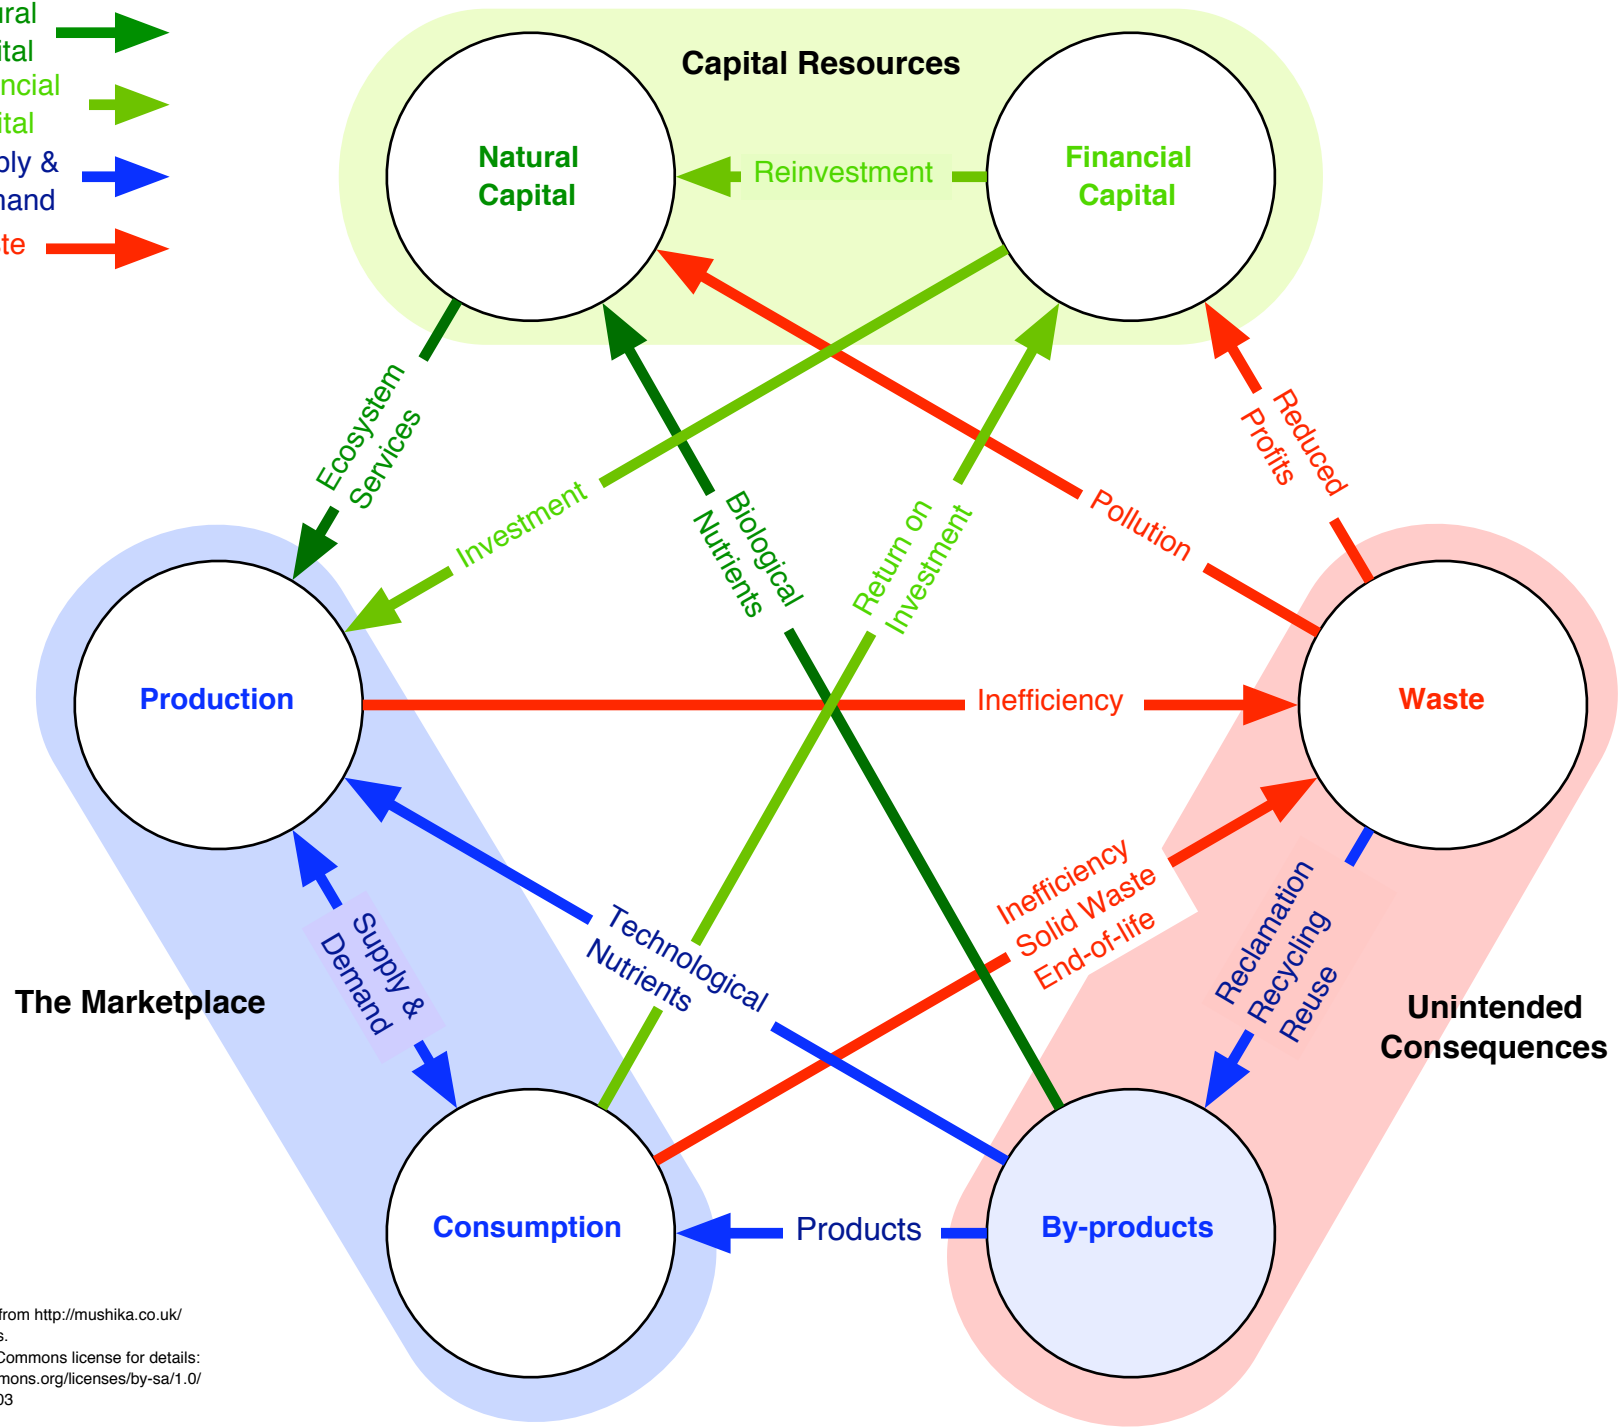 ital
Capital Resources
Natural
Capital
Reinvestment
Financial
Capital
ncial
ital
ply &
nand
te
Ecosystem
Services
Investment
Biological
Nutrients
Return on
Investment
Pollution
Reduced
Profits
Production
Inefficiency
Waste
Supply &
Demand
Technological
Nutrients
Inefficiency
Solid Waste
End-of-life
Reclamation
Recycling
Reuse
The Marketplace
Unintended
Consequences
Consumption
Products
By-products
from http://mushika.co.uk/
s.
Commons license for details:
mons.org/licenses/by-sa/1.0/
03